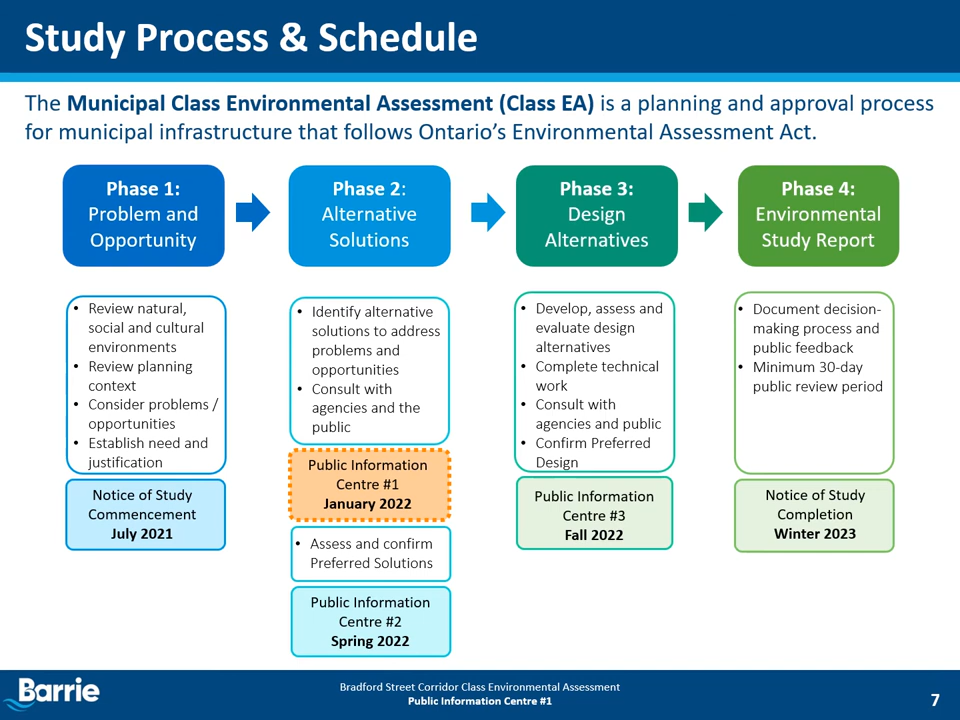 Study Process & Schedule
The Municipal Class Environmental Assessment (Class EA) is a planning and approval process
for municipal infrastructure that follows Ontario's Environmental Assessment Act.
Phase 1:
Problem and
Opportunity
Phase 2:
Alternative
Solutions
Phase 3:
Design
Alternatives
Phase 4:
Environmental
Study Report
• Review natural,
social and cultural
environments
• Review planning
context
• Consider problems /
opportunities
• Establish need and
justification
Notice of Study
Commencement
July 2021
• Identify alternative
solutions to address
problems and
opportunities
• Consult with
agencies and the
public
Public Information
Centre #1
January 2022
• Assess and confirm
Preferred Solutions
Public Information
Centre #2
Spring 2022
• Develop, assess and
evaluate design
alternatives
• Complete technical
work
• Consult with
agencies and public
• Confirm Preferred
Design
Public Information
Centre #3
Fall 2022
• Document decision-
making process and
public feedback
• Minimum 30-day
public review period
Notice of Study
Completion
Winter 2023
Barrie
Bradford Street Corridor Class Environmental Assessment
Public Information Centre #1
7